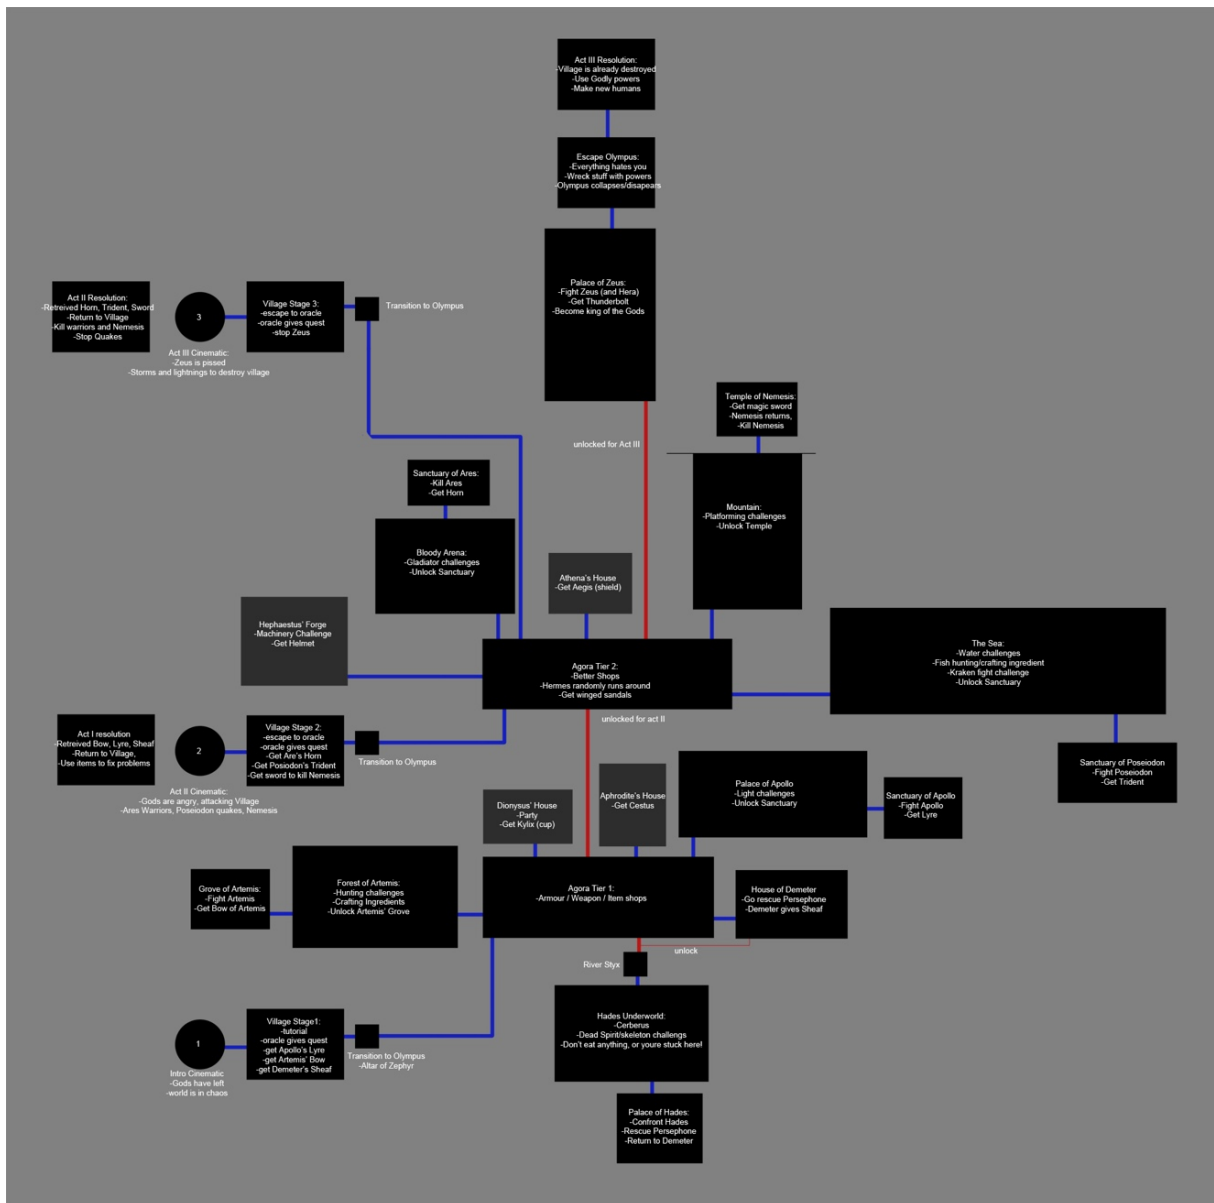 Act III Resolution:
-Village is already destroyed
-Use Godly powers
-Make new humans
Escape Olympus:
-Everything hates you
-Wreck stuff with powers
-Olympus collapses/disapears
Palace of Zeus:
-Fight Zeus (and Hera)
-Get Thunderbolt
-Become king of the Gods
Act II Resolution:
-Retreived Horn, Trident, Sword
-Return to Village
-Kill warriors and Nemesis
-Stop Quakes
3
Act III Cinematic:
-Zeus is pissed
-Storms and lightnings to destroy village
Village Stage 3:
-escape to oracle
-oracle gives quest
-stop Zeus
Transition to Olympus
unlocked for Act III
Temple of Nemesis:
-Get magic sword
-Nemesis returns,
-Kill Nemesis
Mountain:
-Platforming challenges
-Unlock Temple
Sanctuary of Ares:
-Kill Ares
-Get Horn
Bloody Arena:
-Gladiator challenges
-Unlock Sanctuary
Athena's House
-Get Aegis (shield)
Hephaestus' Forge
-Machinery Challenge
-Get Helmet
Agora Tier 2:
-Better Shops
-Hermes randomly runs around
-Get winged sandals
The Sea:
-Water challenges
-Fish hunting/crafting ingredient
-Kraken fight challenge
-Unlock Sanctuary
Sanctuary of Poseiodon
-Fight Poseidon
-Get Trident
unlocked for act II
Act I resolution
-Retreived Bow, Lyre, Sheaf
-Return to Village,
-Use items to fix problems
2
Act II Cinematic:
-Gods are angry, attacking Village
-Ares Warriors, Poseidon quakes, Nemesis
Village Stage 2:
-escape to oracle
-oracle gives quest
-Get Are's Horn
-Get Posiodon's Trident
-Get sword to kill Nemesis
Transition to Olympus
Dionysus' House
-Party
-Get Kylix (cup)
Aphrodite's House
-Get Cestus
Palace of Apollo
-Light challenges
-Unlock Sanctuary
Sanctuary of Apollo
-Fight Apollo
-Get Lyre
Grove of Artemis:
-Fight Artemis
-Get Bow of Artemis
Forest of Artemis:
-Hunting challenges
-Crafting Ingredients
-Unlock Artemis' Grove
Agora Tier 1:
-Armour / Weapon / Item shops
House of Demeter
-Go rescue Persephone
-Demeter gives Sheaf
unlock
River Styx
Hades Underworld:
-Cerberus
-Dead Spirit/skeleton challengs
-Don't eat anything, or youre stuck here!
Palace of Hades:
-Confront Hades
-Rescue Persephone
-Return to Demeter
1
Intro Cinematic
-Gods have left
-world is in chaos
Village Stage1:
-tutorial
-oracle gives quest
-get Apollo's Lyre
-get Artemis' Bow
-get Demeter's Sheaf
Transition to Olympus
-Altar of Zephyr